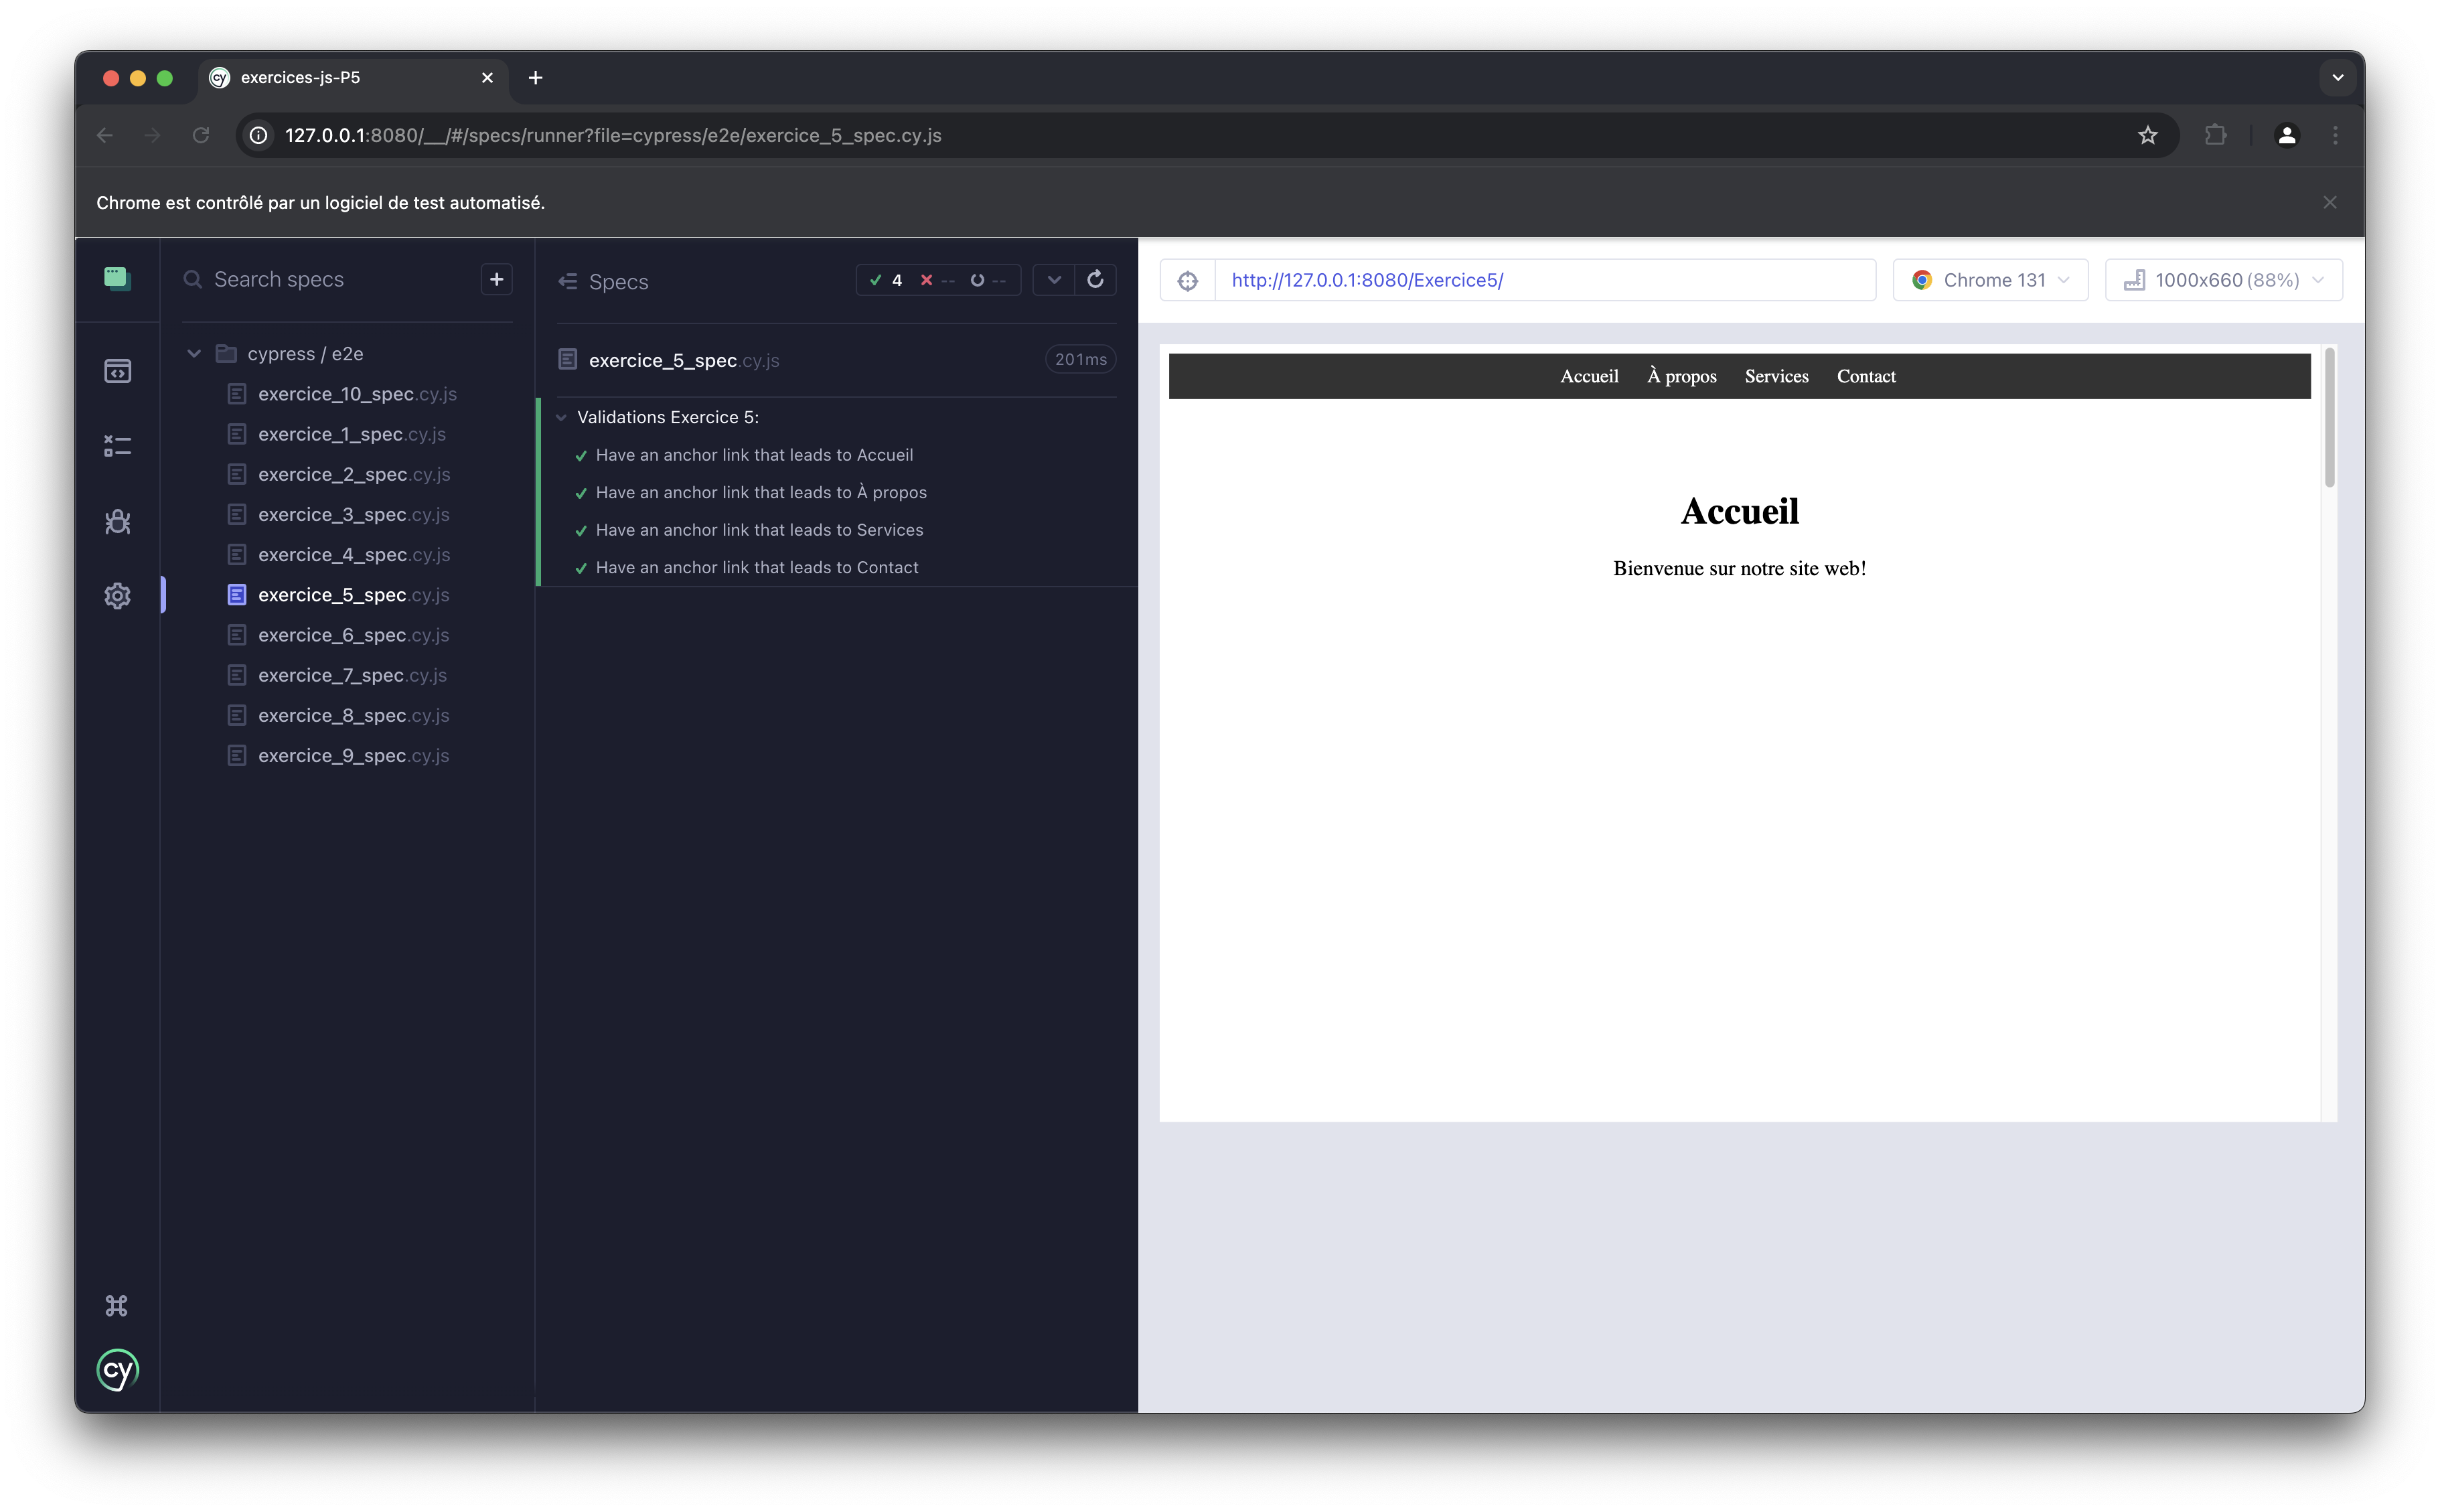 exercices-js-P5
127.0.0.1:8080/__/#/specs/runner?file=cypress/e2e/exercice_5_spec.cy.js
Chrome est contrôlé par un logiciel de test automatisé.
Search specs
cypress / e2e
exercice_10_spec.cy.js
exercice_1_spec.cy.js
exercice_2_spec.cy.js
exercice_3_spec.cy.js
exercice_4_spec.cy.js
exercice_5_spec.cy.js
exercice_6_spec.cy.js
exercice_7_spec.cy.js
exercice_8_spec.cy.js
exercice_9_spec.cy.js
cy
Specs
4 -- --
exercice_5_spec.cy.js 201ms
Validations Exercice 5:
Have an anchor link that leads to Accueil
Have an anchor link that leads to À propos
Have an anchor link that leads to Services
Have an anchor link that leads to Contact
http://127.0.0.1:8080/Exercice5/
Chrome 131
1000x660 (88%)
Accueil À propos Services Contact
Accueil
Bienvenue sur notre site web!